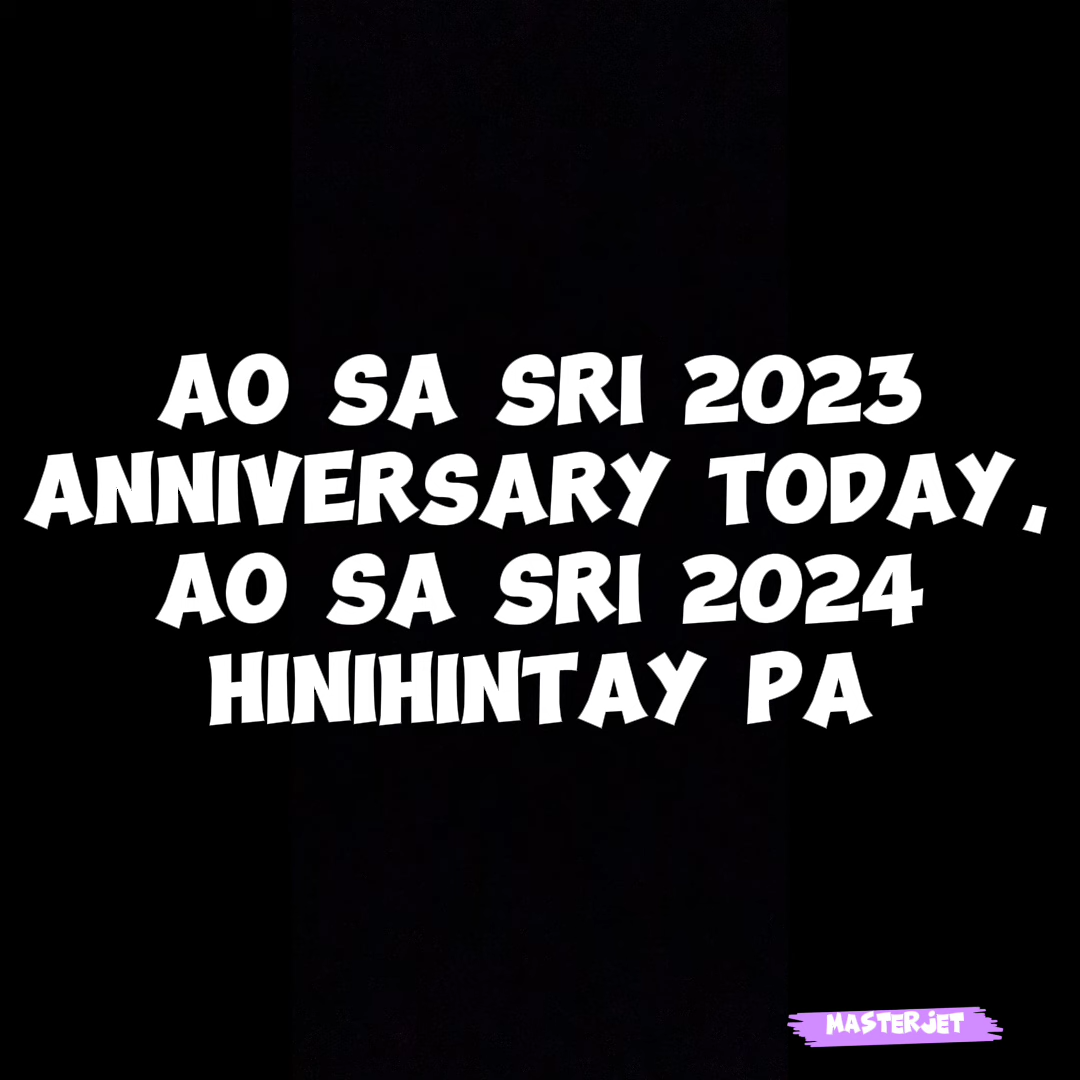 AO SA SRI 2023
ANNIVERSARY TODAY,
AO SA SRI 2024
HINIHINTAY PA
MASTERJET